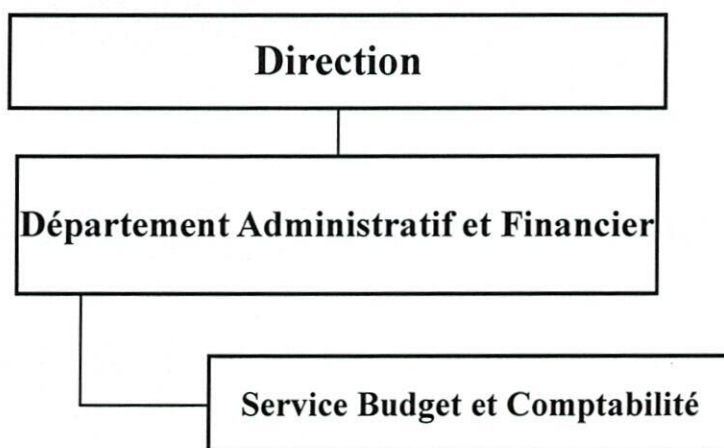 Direction
Département Administratif et Financier
Service Budget et Comptabilité